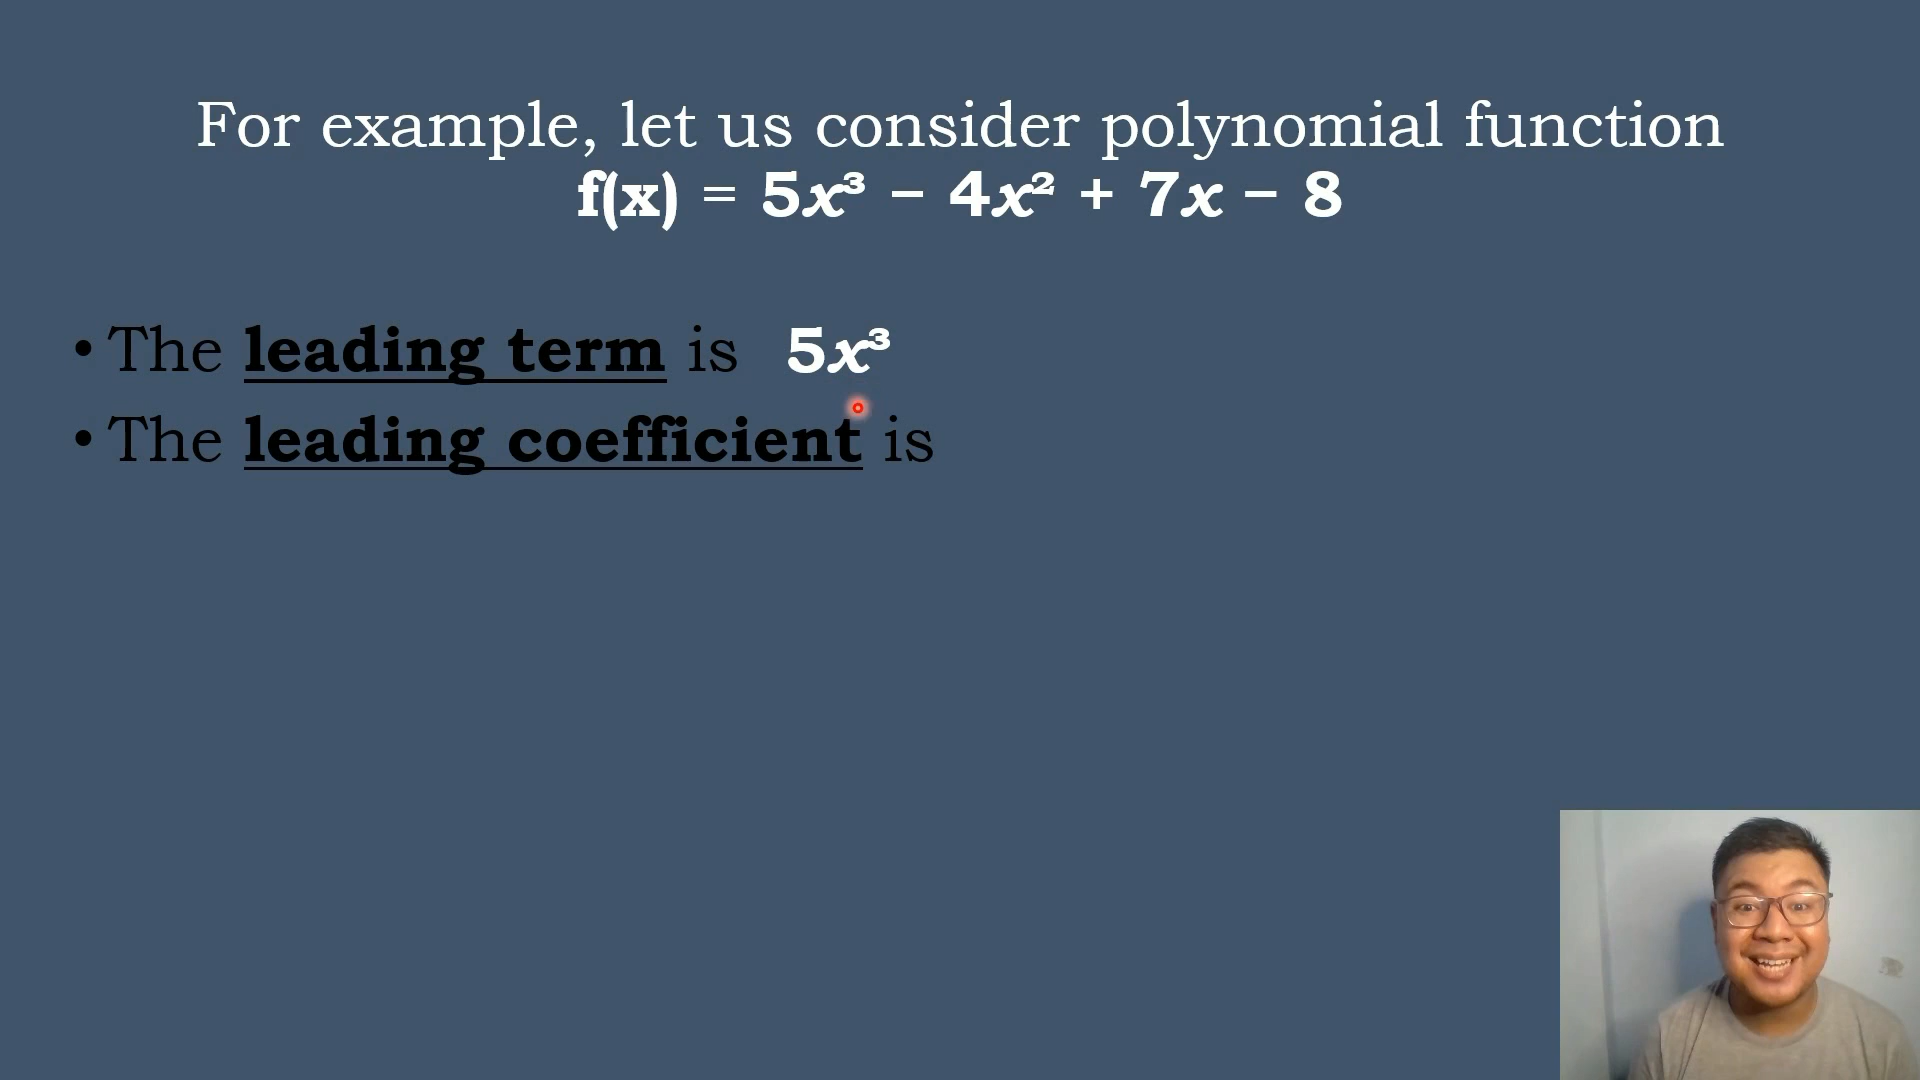 For example, let us consider polynomial function
f(x) = 5x³ − 4x² + 7x − 8
• The leading term is 5x³
• The leading coefficient is